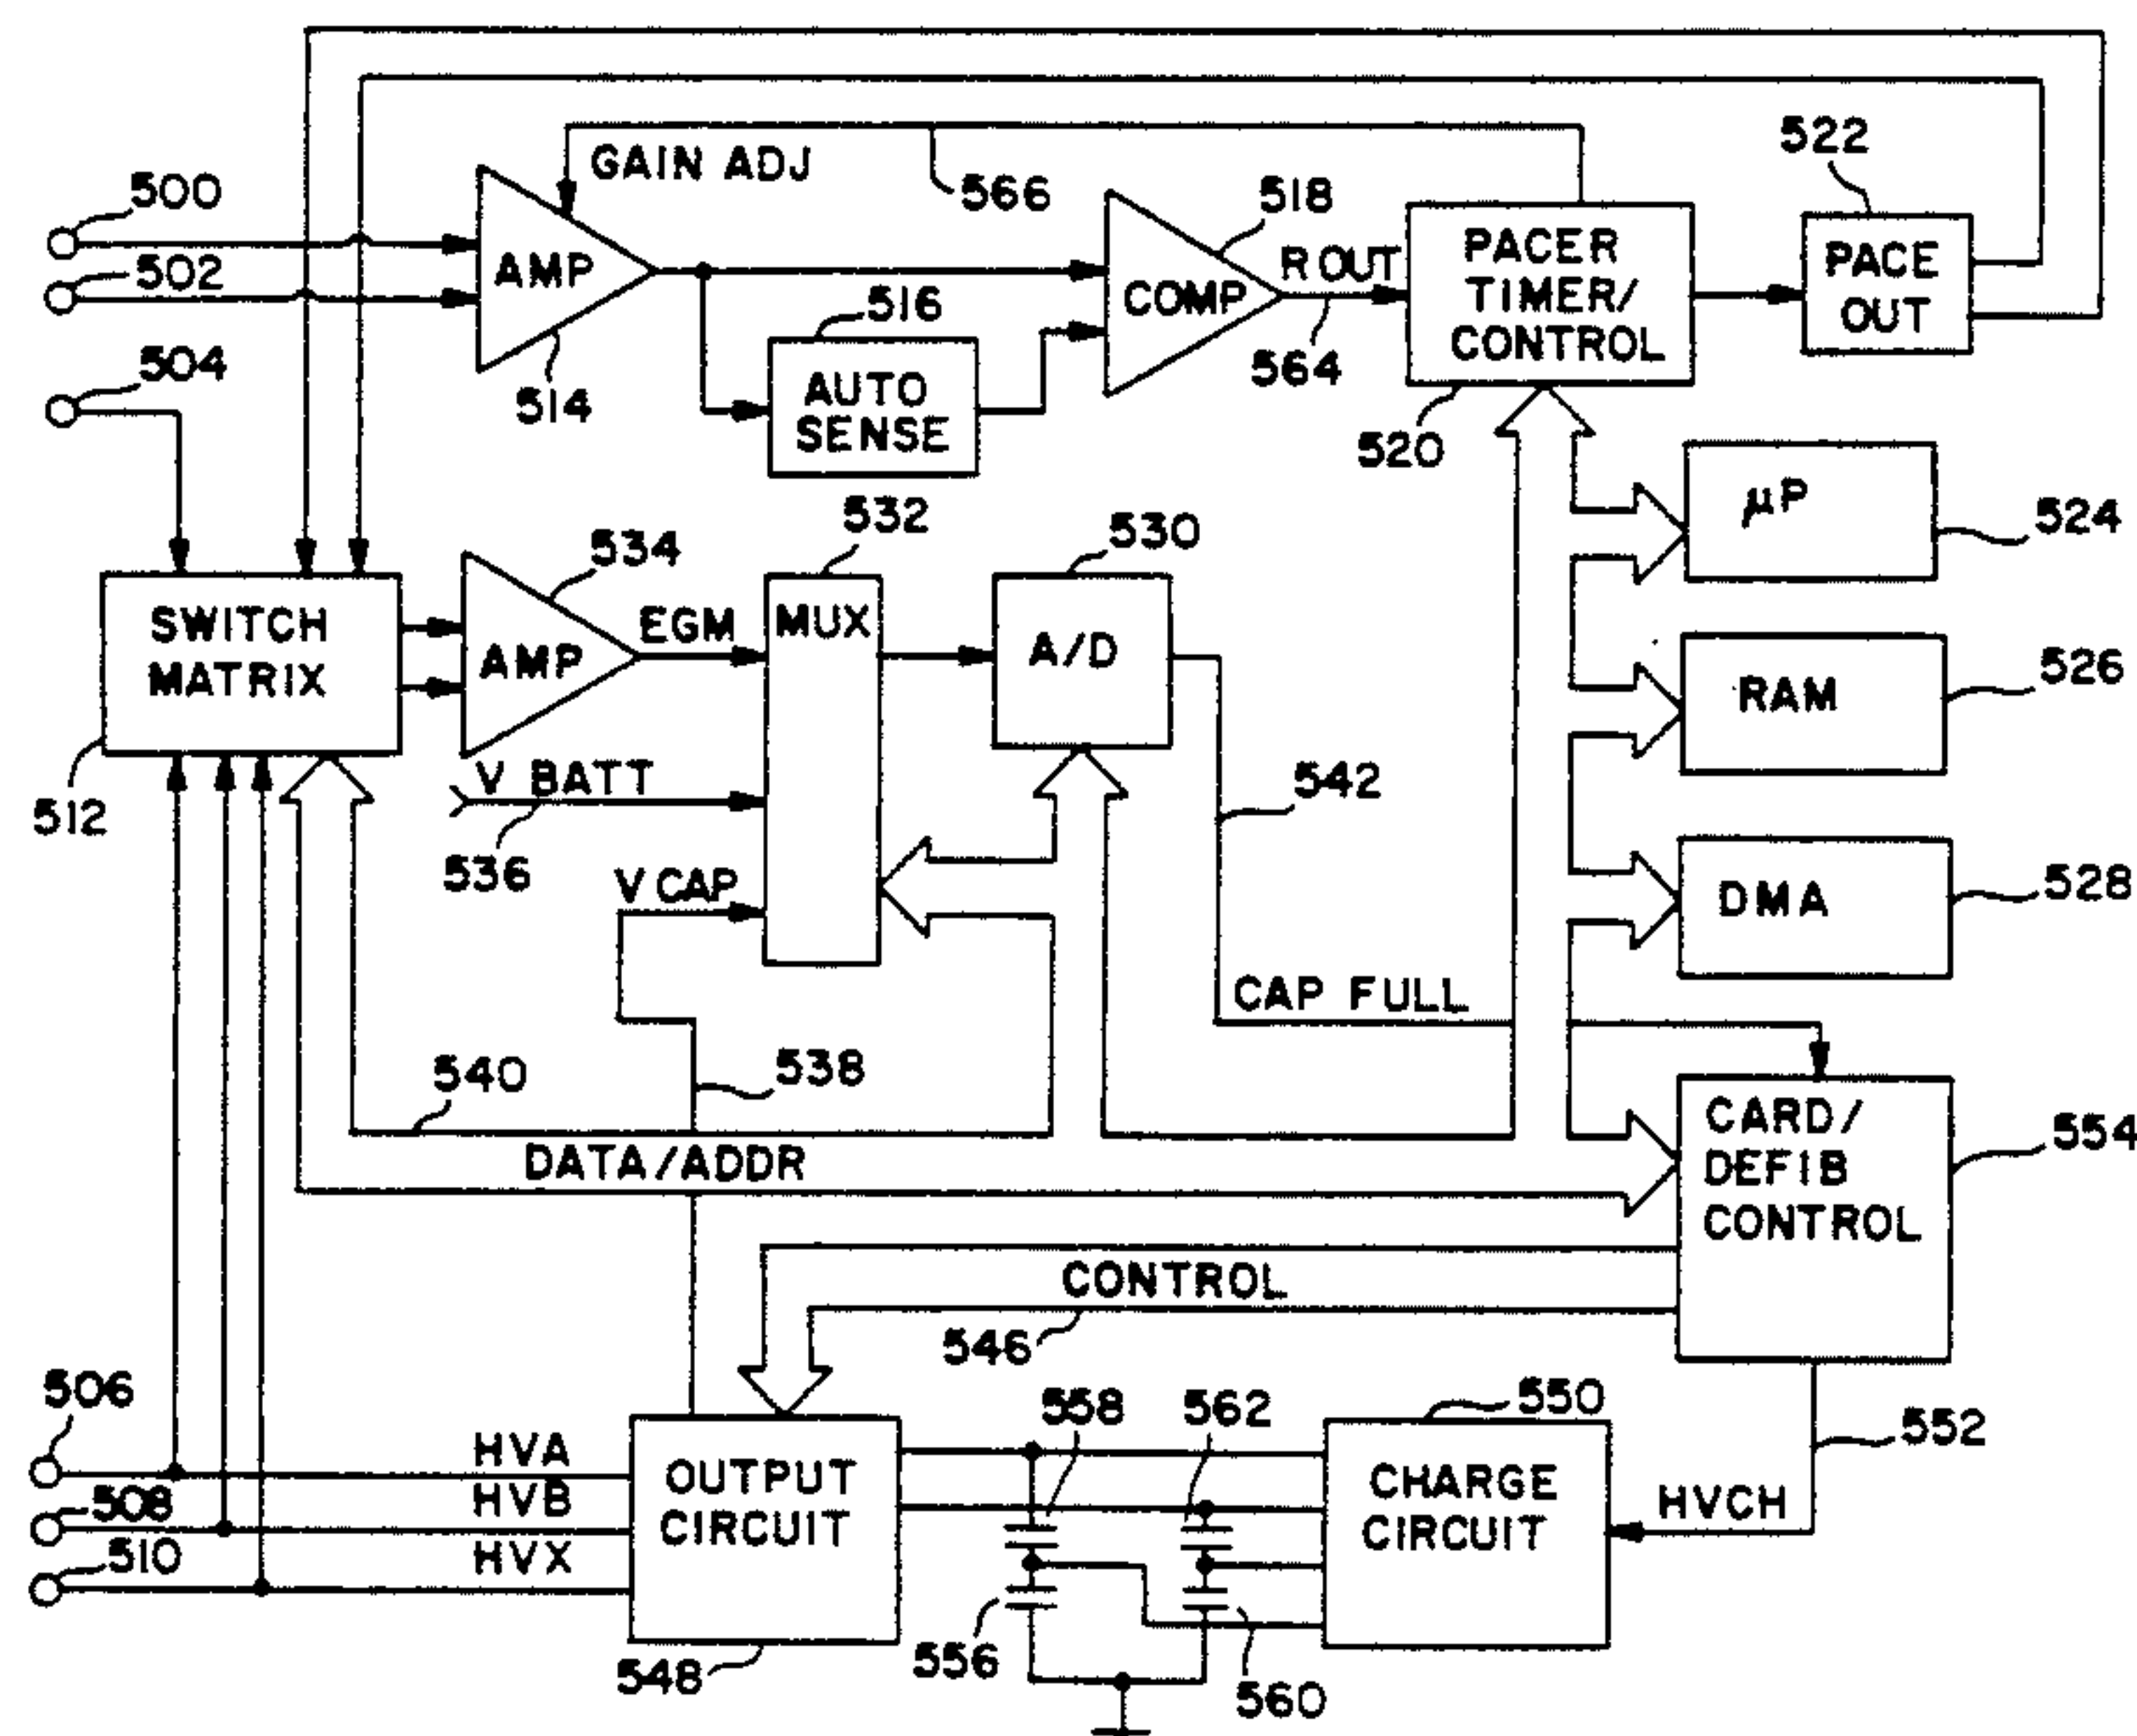 522
GAIN ADJ
566
518
500
AMP
R OUT
PACER
TIMER/
CONTROL
PACE
OUT
502
516
COMP
504
514
AUTO
SENSE
564
520
532
530
µP
524
534
SWITCH
MATRIX
EGM
MUX
A/D
AMP
RAM
526
512
V BATT
542
536
V CAP
DMA
528
CAP FULL
540
538
CARD/
DEFIB
CONTROL
554
DATA/ADDR
CONTROL
546
506
558
562
550
552
HVA
OUTPUT
CIRCUIT
CHARGE
CIRCUIT
HVCH
508
HVB
510
HVX
556
548
560